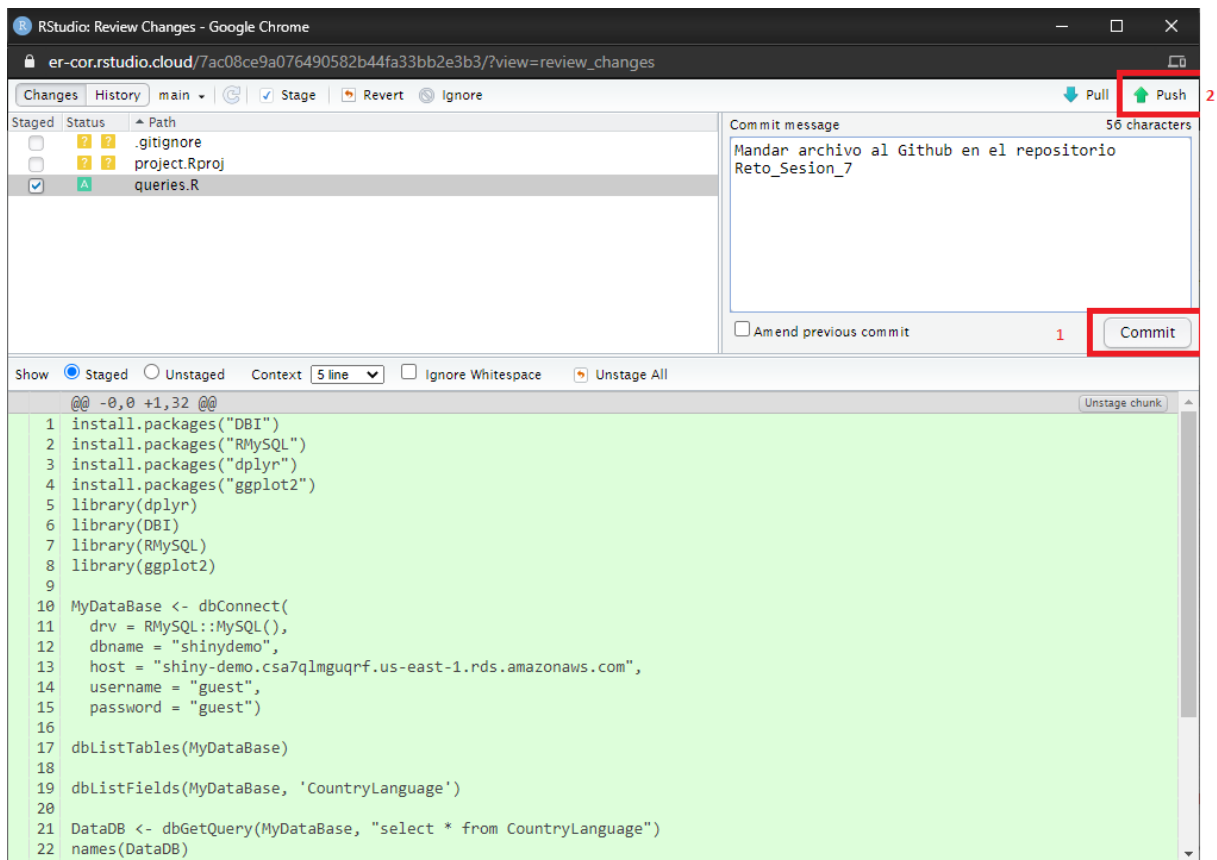 RStudio: Review Changes - Google Chrome
er-cor.rstudio.cloud/7ac08ce9a076490582b44fa33bb2e3b3/?view=review_changes
Changes History main Stage Revert Ignore Pull Push 2
Staged Status Path
? ? .gitignore
? ? project.Rproj
A queries.R
Commit message 56 characters
Mandar archivo al Github en el repositorio
Reto_Sesion_7
Amend previous commit 1 Commit
Show Staged Unstaged Context 5 line Ignore Whitespace Unstage All
@@ -0,0 +1,32 @@ Unstage chunk
1 install.packages("DBI")
2 install.packages("RMySQL")
3 install.packages("dplyr")
4 install.packages("ggplot2")
5 library(dplyr)
6 library(DBI)
7 library(RMySQL)
8 library(ggplot2)
9
10 MyDataBase <- dbConnect(
11 drv = RMySQL::MySQL(),
12 dbname = "shinydemo",
13 host = "shiny-demo.csa7qlmguqrf.us-east-1.rds.amazonaws.com",
14 username = "guest",
15 password = "guest")
16
17 dbListTables(MyDataBase)
18
19 dbListFields(MyDataBase, 'CountryLanguage')
20
21 DataDB <- dbGetQuery(MyDataBase, "select * from CountryLanguage")
22 names(DataDB)